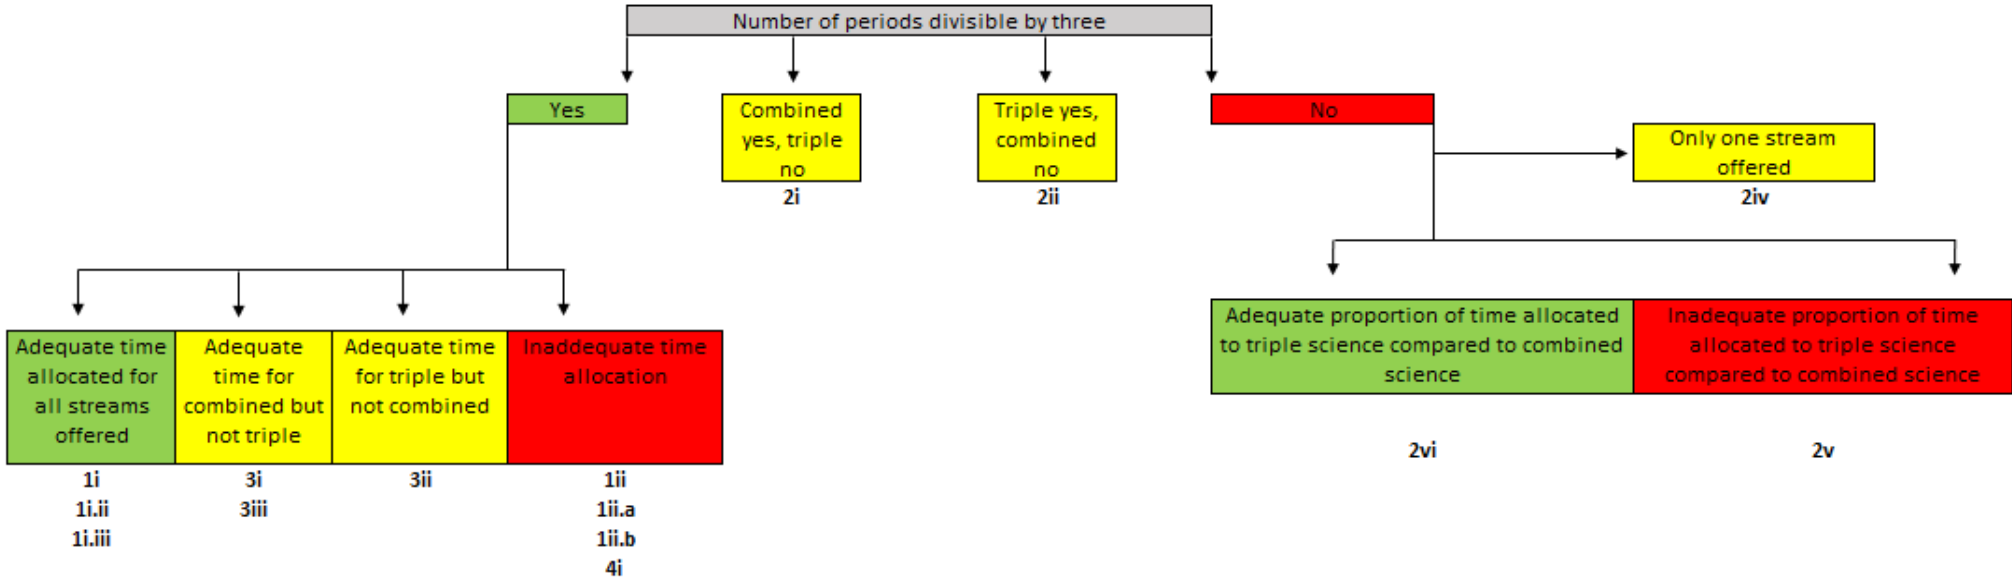 Number of periods divisible by three
Yes
Combined
yes, triple
no
2i
Triple yes,
combined
no
2ii
No
Only one stream
offered
2iv
Adequate time
allocated for
all streams
offered
1i
1i.ii
1i.iii
Adequate
time for
combined but
not triple
3i
3iii
Adequate time
for triple but
not combined
3ii
Inaddequate time
allocation
1ii
1ii.a
1ii.b
4i
Adequate proportion of time allocated
to triple science compared to combined
science
2vi
Inadequate proportion of time
allocated to triple science
compared to combined science
2v